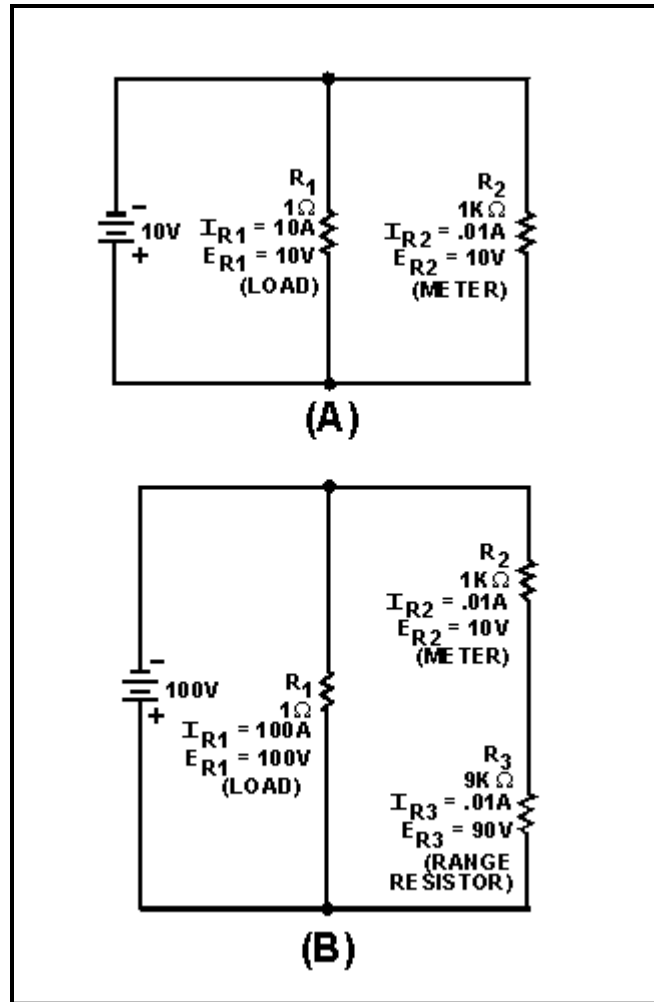 −
10V
+
R1
1Ω
IR1 = 10A
ER1 = 10V
(LOAD)
R2
1KΩ
IR2 = .01A
ER2 = 10V
(METER)
(A)
−
100V
+
R1
1Ω
IR1 = 100A
ER1 = 100V
(LOAD)
R2
1KΩ
IR2 = .01A
ER2 = 10V
(METER)
R3
9KΩ
IR3 = .01A
ER3 = 90V
(RANGE
RESISTOR)
(B)